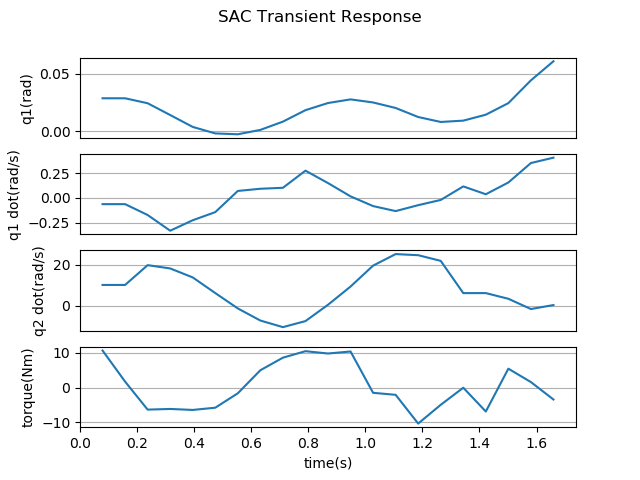 SAC Transient Response
q1(rad)
0.05
0.00
q1 dot(rad/s)
0.25
0.00
−0.25
q2 dot(rad/s)
20
0
torque(Nm)
10
0
−10
0.0 0.2 0.4 0.6 0.8 1.0 1.2 1.4 1.6
time(s)